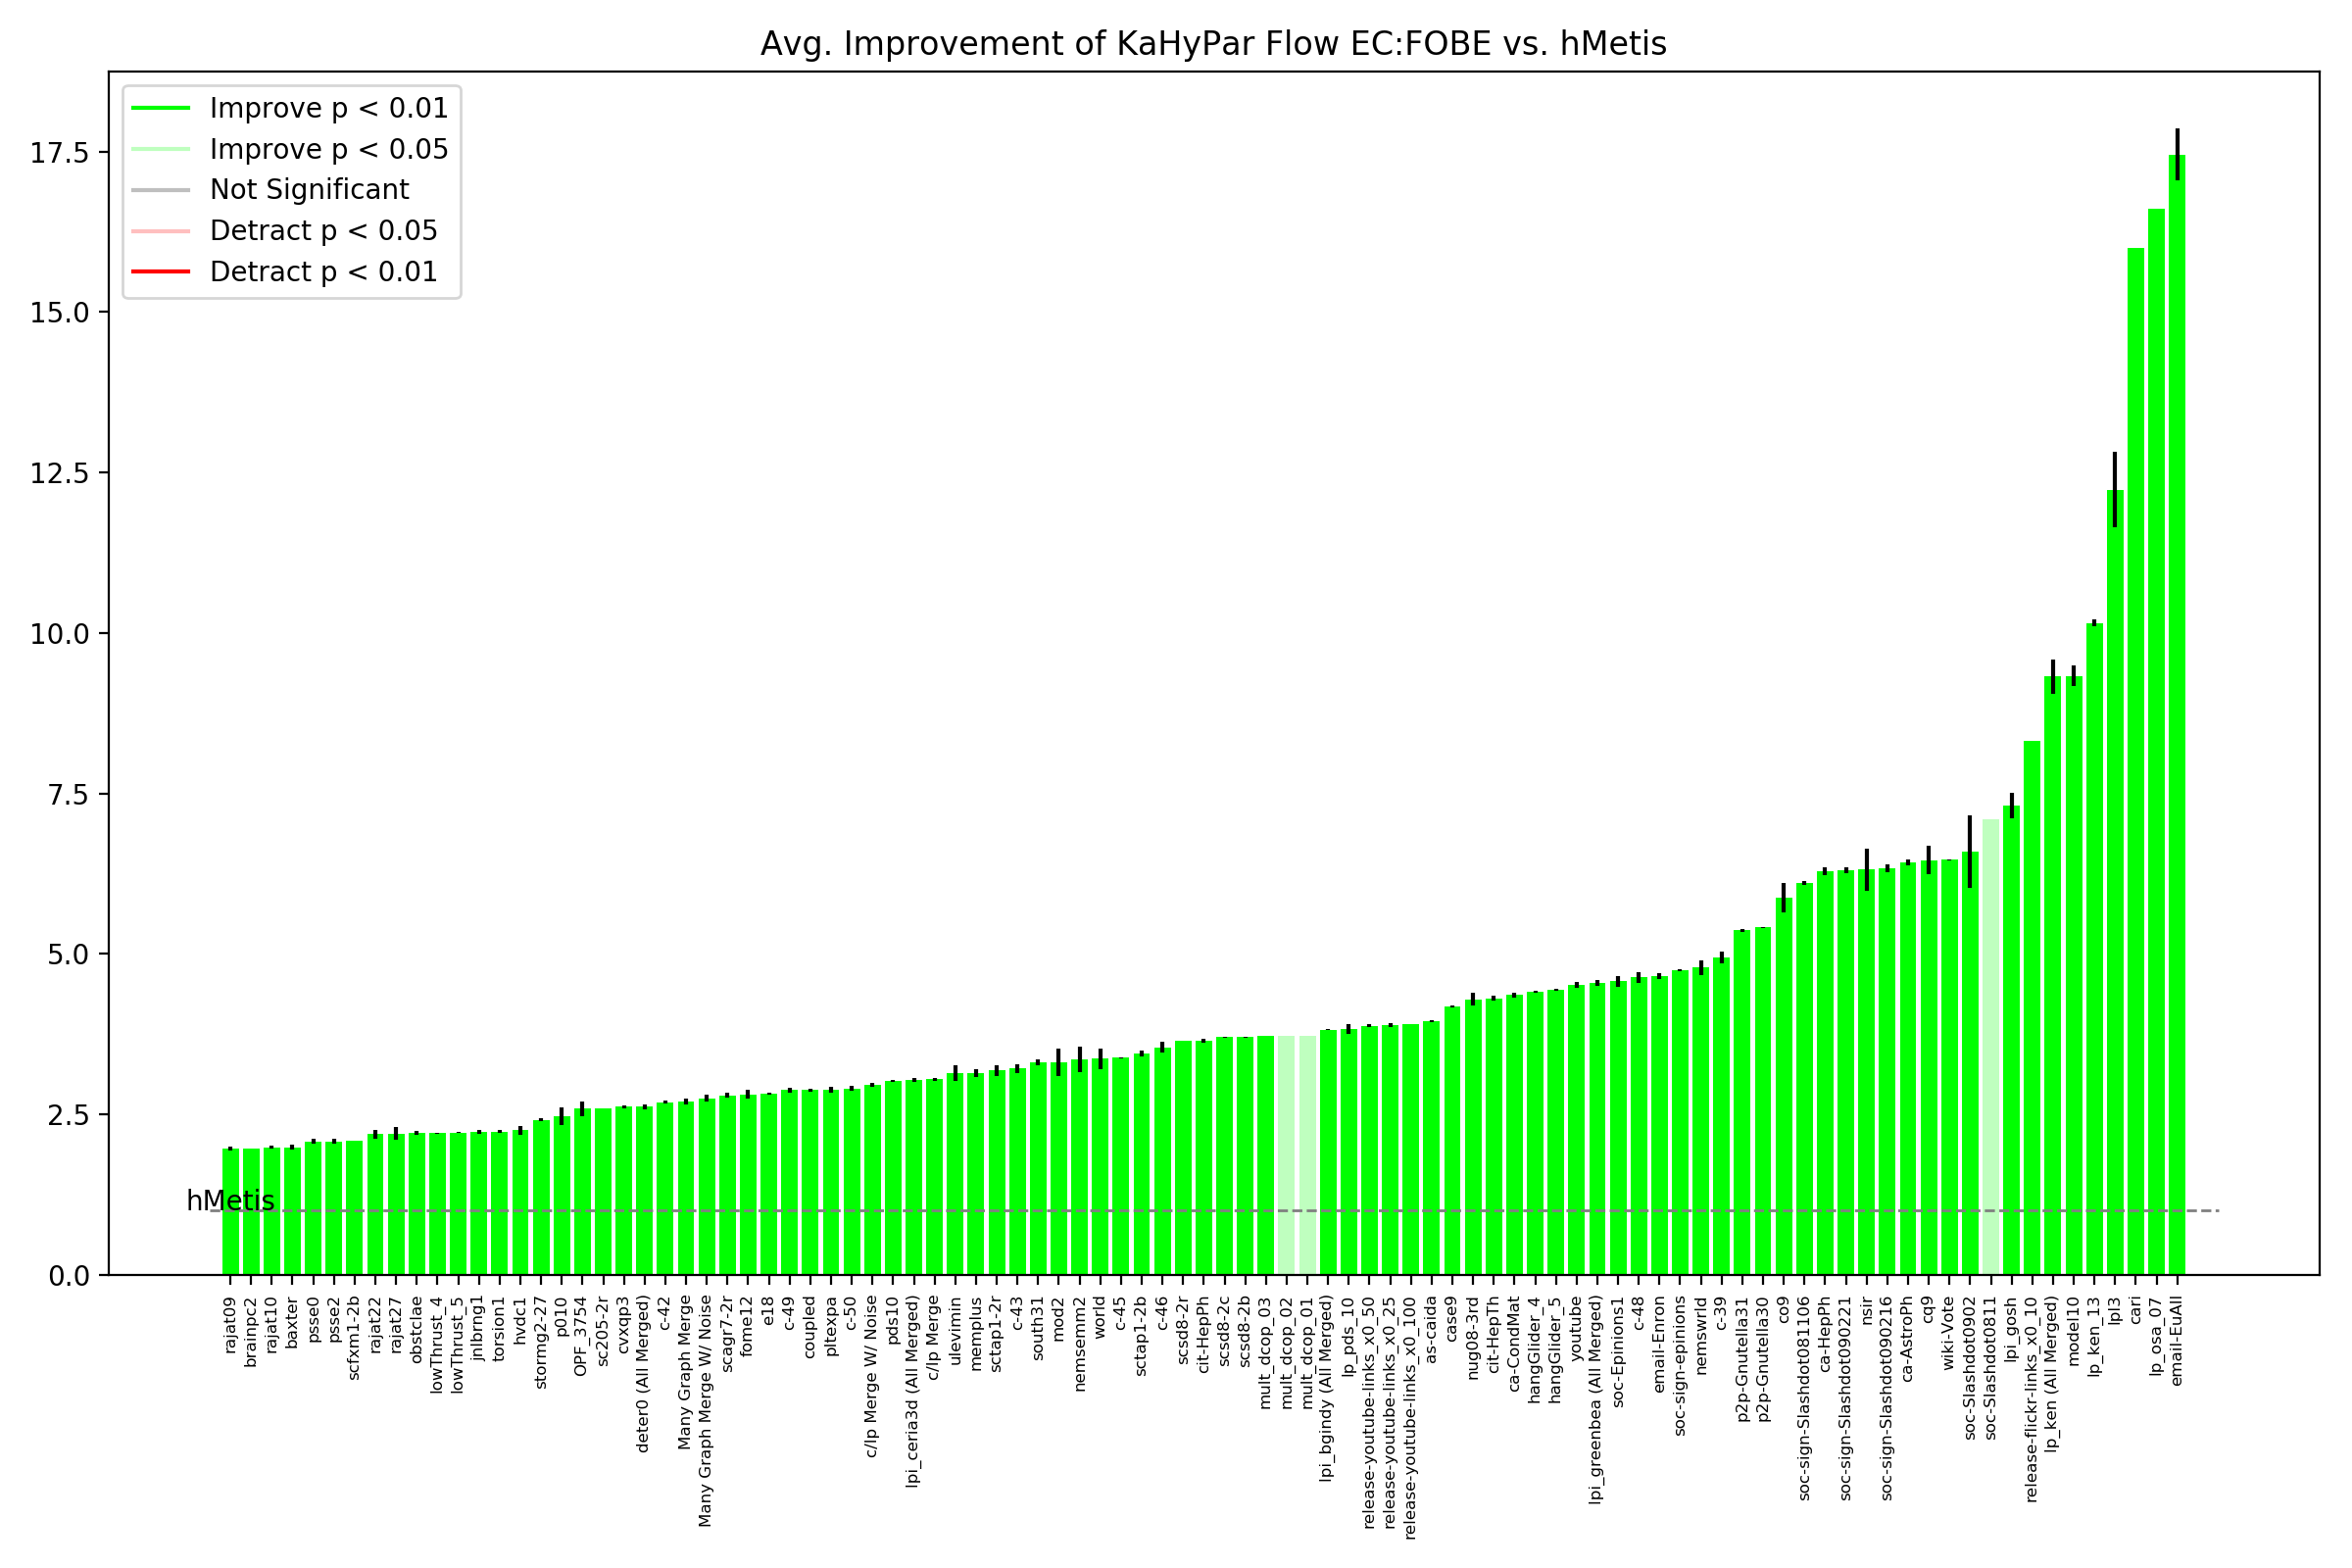 Avg. Improvement of KaHyPar Flow EC:FOBE vs. hMetis
Improve p < 0.01
Improve p < 0.05
Not Significant
Detract p < 0.05
Detract p < 0.01
17.5
15.0
12.5
10.0
7.5
5.0
2.5
0.0
hMetis
rajat09
brainpc2
rajat10
baxter
psse0
psse2
scfxm1-2b
rajat22
rajat27
obstclae
lowThrust_4
lowThrust_5
jnlbrng1
torsion1
hvdc1
stormg2-27
p010
OPF_3754
sc205-2r
cvxqp3
deter0 (All Merged)
c-42
Many Graph Merge
Many Graph Merge W/ Noise
scagr7-2r
fome12
e18
c-49
coupled
pltexpa
c-50
c/lp Merge W/ Noise
pds10
lpi_ceria3d (All Merged)
c/lp Merge
ulevimin
memplus
sctap1-2r
c-43
south31
mod2
nemsemm2
world
c-45
sctap1-2b
c-46
scsd8-2r
cit-HepPh
scsd8-2c
scsd8-2b
mult_dcop_03
mult_dcop_02
mult_dcop_01
lpi_bgindy (All Merged)
lp_pds_10
release-youtube-links_x0_50
release-youtube-links_x0_25
release-youtube-links_x0_100
as-caida
case9
nug08-3rd
cit-HepTh
ca-CondMat
hangGlider_4
hangGlider_5
youtube
lpi_greenbea (All Merged)
soc-Epinions1
c-48
email-Enron
soc-sign-epinions
nemswrld
c-39
p2p-Gnutella31
p2p-Gnutella30
co9
soc-sign-Slashdot081106
ca-HepPh
soc-sign-Slashdot090221
nsir
soc-sign-Slashdot090216
ca-AstroPh
cq9
wiki-Vote
soc-Slashdot0902
soc-Slashdot0811
lpi_gosh
release-flickr-links_x0_10
lp_ken (All Merged)
model10
lp_ken_13
lpl3
cari
lp_osa_07
email-EuAll